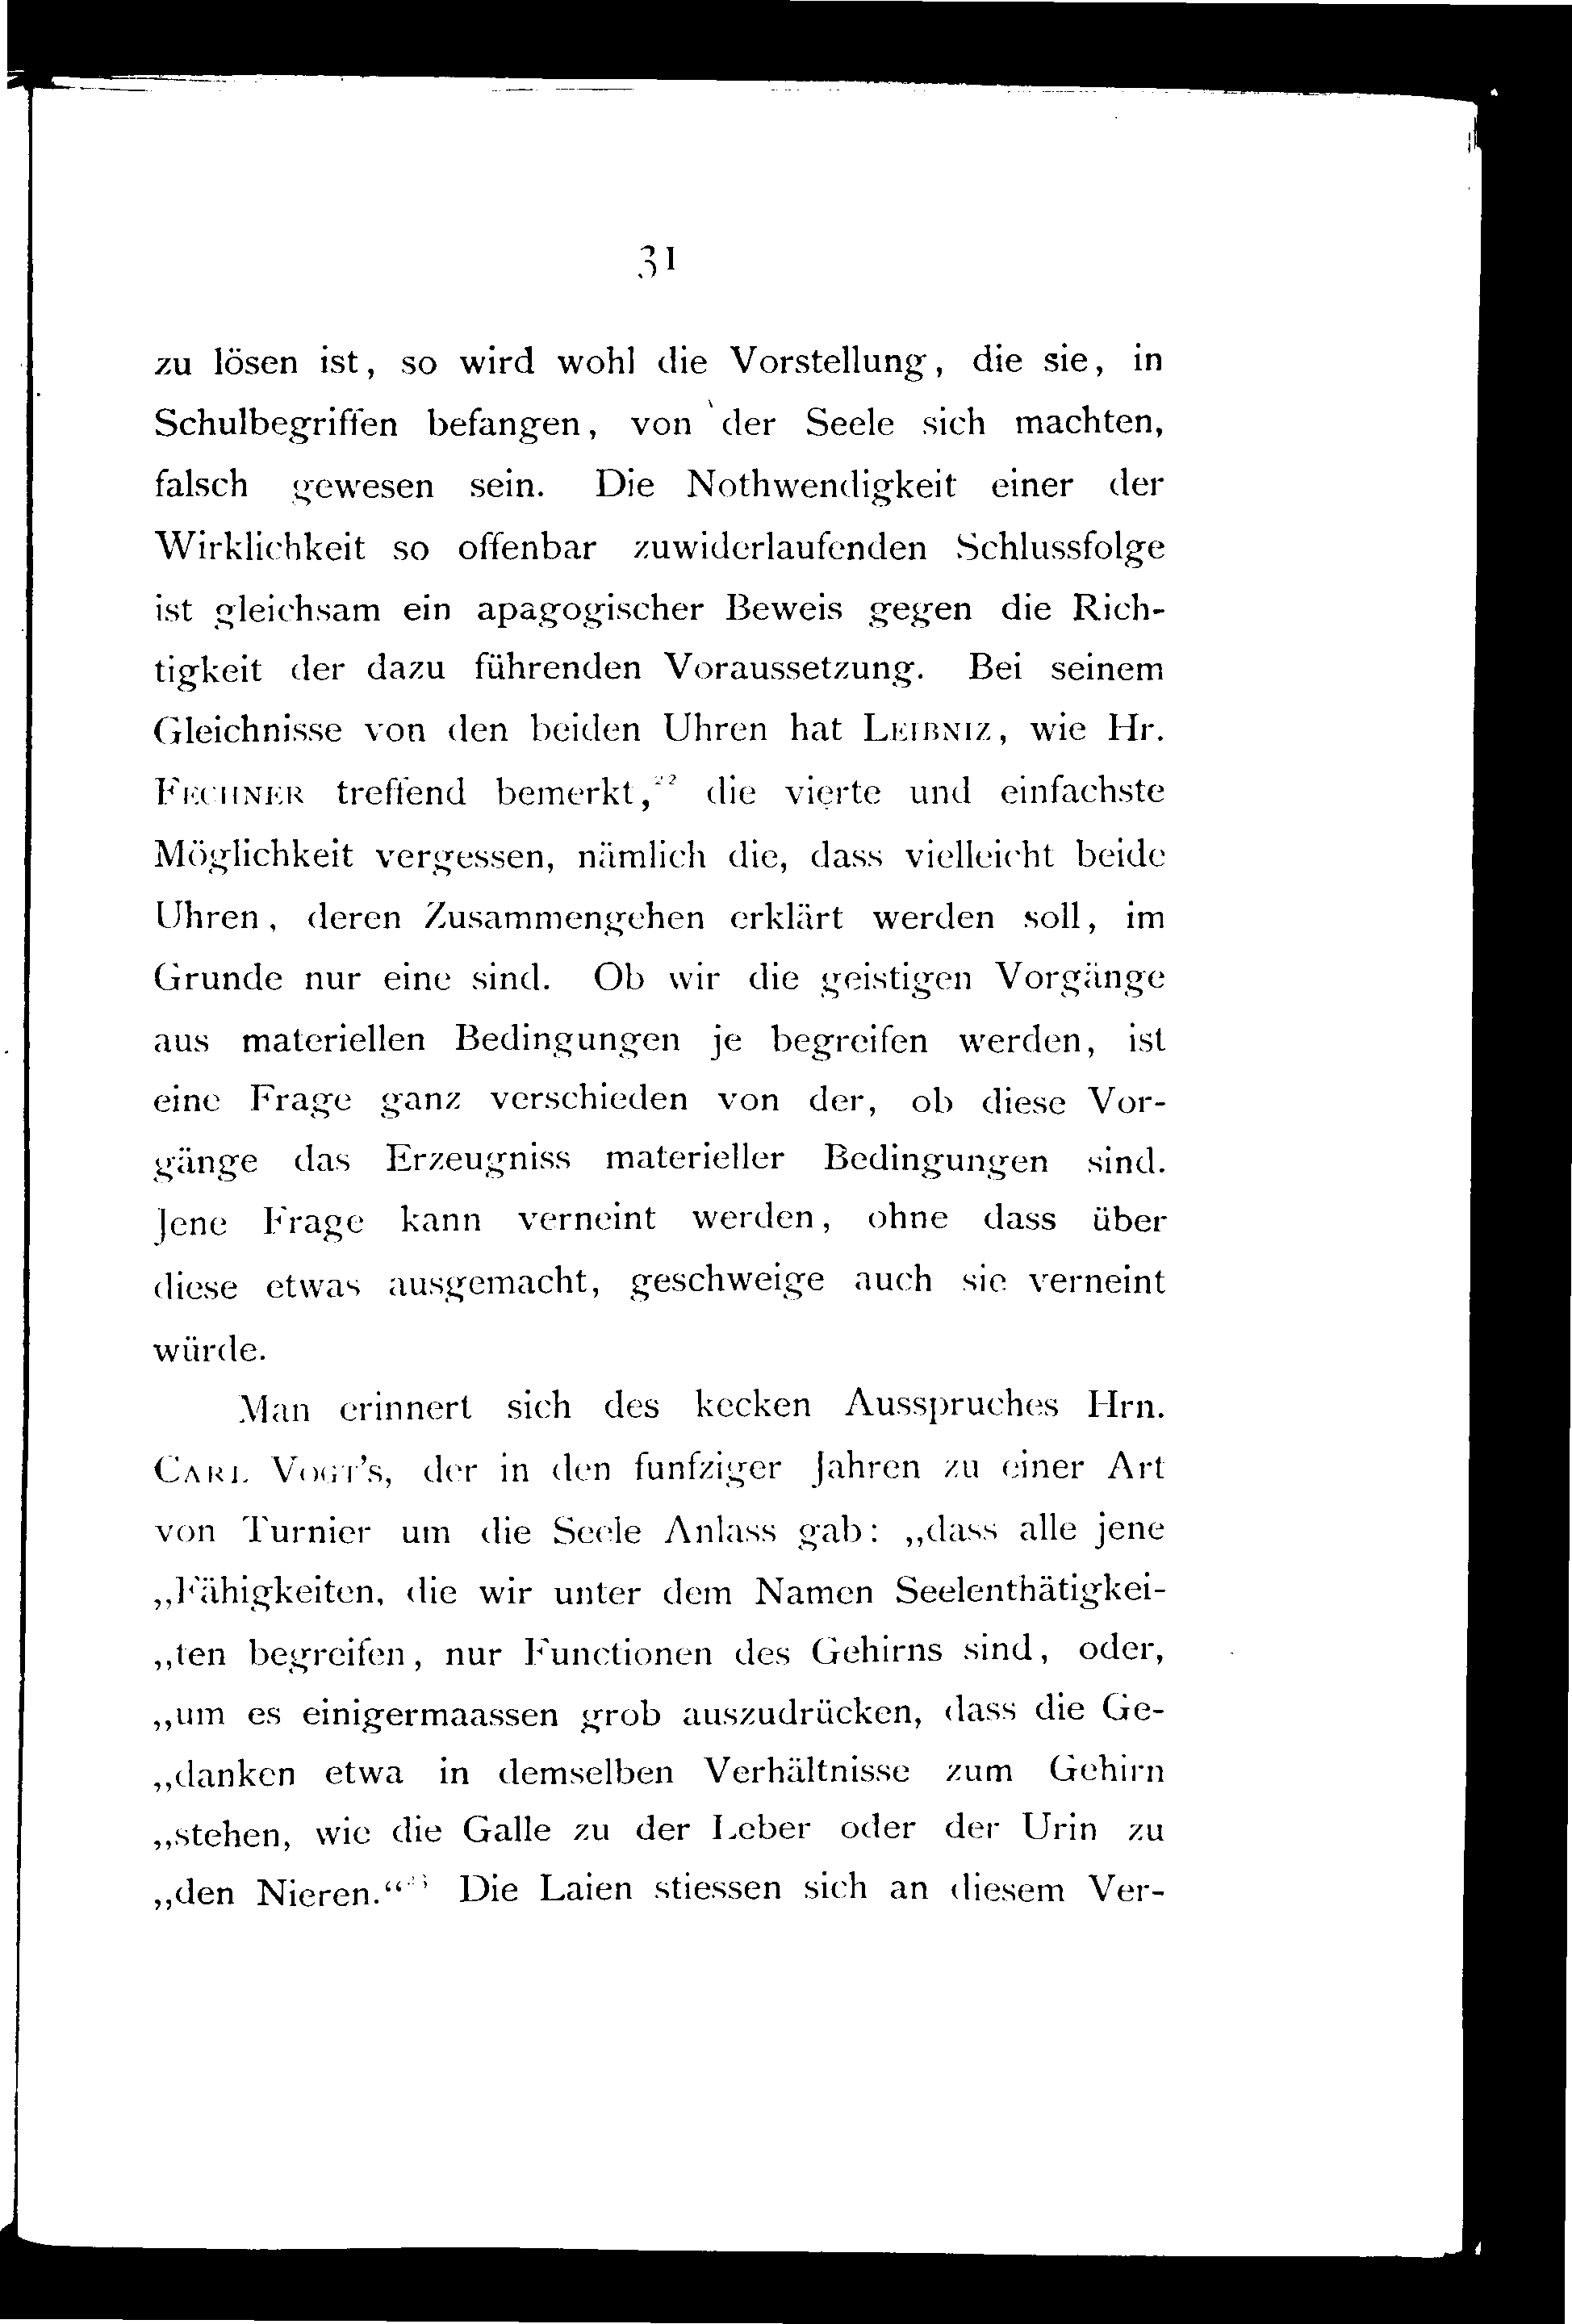 31
zu lösen ist, so wird wohl die Vorstellung, die sie, in
Schulbegriffen befangen, von der Seele sich machten,
falsch gewesen sein. Die Nothwendigkeit einer der
Wirklichkeit so offenbar zuwiderlaufenden Schlussfolge
ist gleichsam ein apagogischer Beweis gegen die Rich-
tigkeit der dazu führenden Voraussetzung. Bei seinem
Gleichnisse von den beiden Uhren hat LEIBNIZ, wie Hr.
FECHNER treffend bemerkt,²² die vierte und einfachste
Möglichkeit vergessen, nämlich die, dass vielleicht beide
Uhren, deren Zusammengehen erklärt werden soll, im
Grunde nur eine sind. Ob wir die geistigen Vorgänge
aus materiellen Bedingungen je begreifen werden, ist
eine Frage ganz verschieden von der, ob diese Vor-
gänge das Erzeugniss materieller Bedingungen sind.
Jene Frage kann verneint werden, ohne dass über
diese etwas ausgemacht, geschweige auch sie verneint
würde.
Man erinnert sich des kecken Ausspruches Hrn.
CARL VOGT's, der in den funfziger Jahren zu einer Art
von Turnier um die Seele Anlass gab: „dass alle jene
„Fähigkeiten, die wir unter dem Namen Seelenthätigkei-
„ten begreifen, nur Functionen des Gehirns sind, oder,
„um es einigermaassen grob auszudrücken, dass die Ge-
„danken etwa in demselben Verhältnisse zum Gehirn
„stehen, wie die Galle zu der Leber oder der Urin zu
„den Nieren.“²³ Die Laien stiessen sich an diesem Ver-